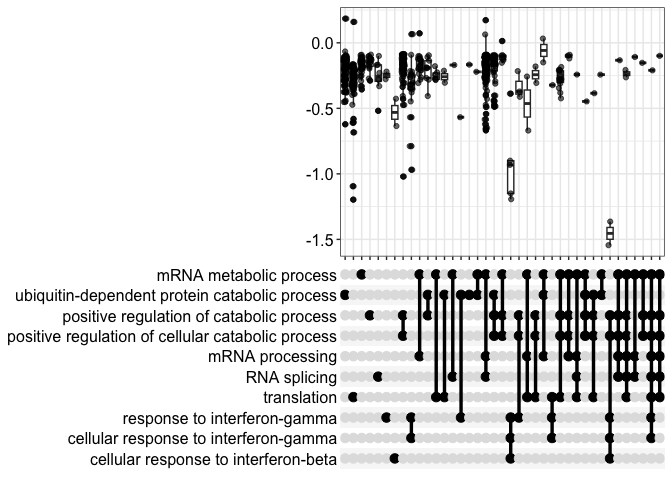 0.0
-0.5
-1.0
-1.5
mRNA metabolic process
ubiquitin-dependent protein catabolic process
positive regulation of catabolic process
positive regulation of cellular catabolic process
mRNA processing
RNA splicing
translation
response to interferon-gamma
cellular response to interferon-gamma
cellular response to interferon-beta